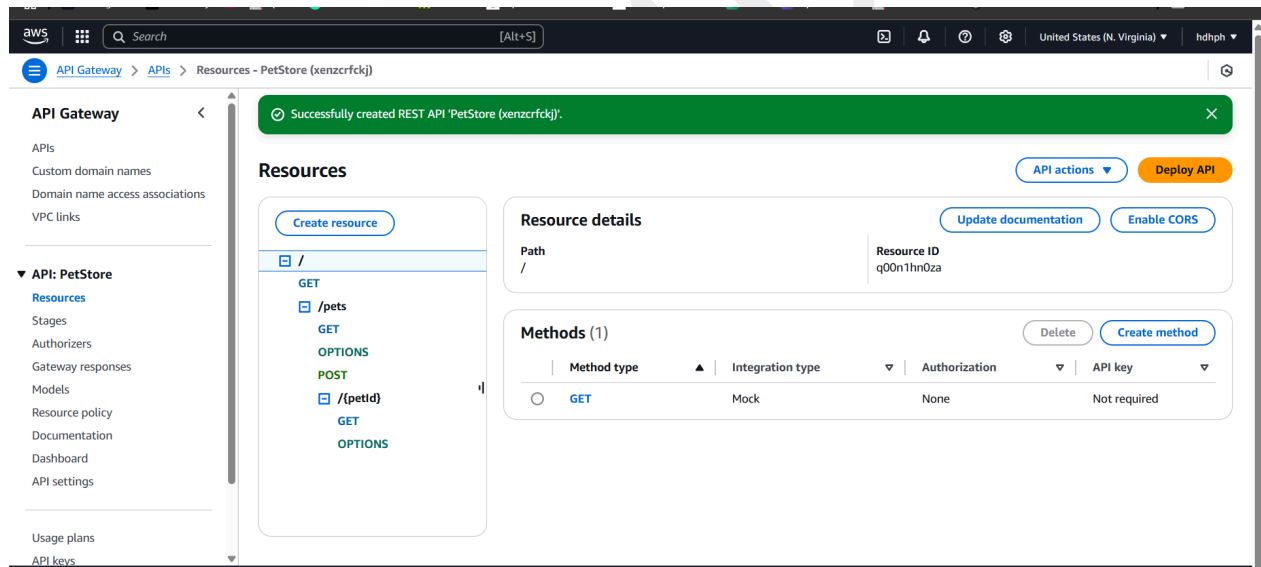 aws Search [Alt+S] United States (N. Virginia) hdhph
API Gateway > APIs > Resources - PetStore (xenzcrfckj)
API Gateway
APIs
Custom domain names
Domain name access associations
VPC links
API: PetStore
Resources
Stages
Authorizers
Gateway responses
Models
Resource policy
Documentation
Dashboard
API settings
Usage plans
API keys
Successfully created REST API 'PetStore (xenzcrfckj)'.
Resources
API actions Deploy API
Create resource
/
GET
/pets
GET
OPTIONS
POST
/{petId}
GET
OPTIONS
Resource details
Update documentation Enable CORS
Path
/
Resource ID
q00n1hn0za
Methods (1)
Delete Create method
Method type Integration type Authorization API key
GET Mock None Not required